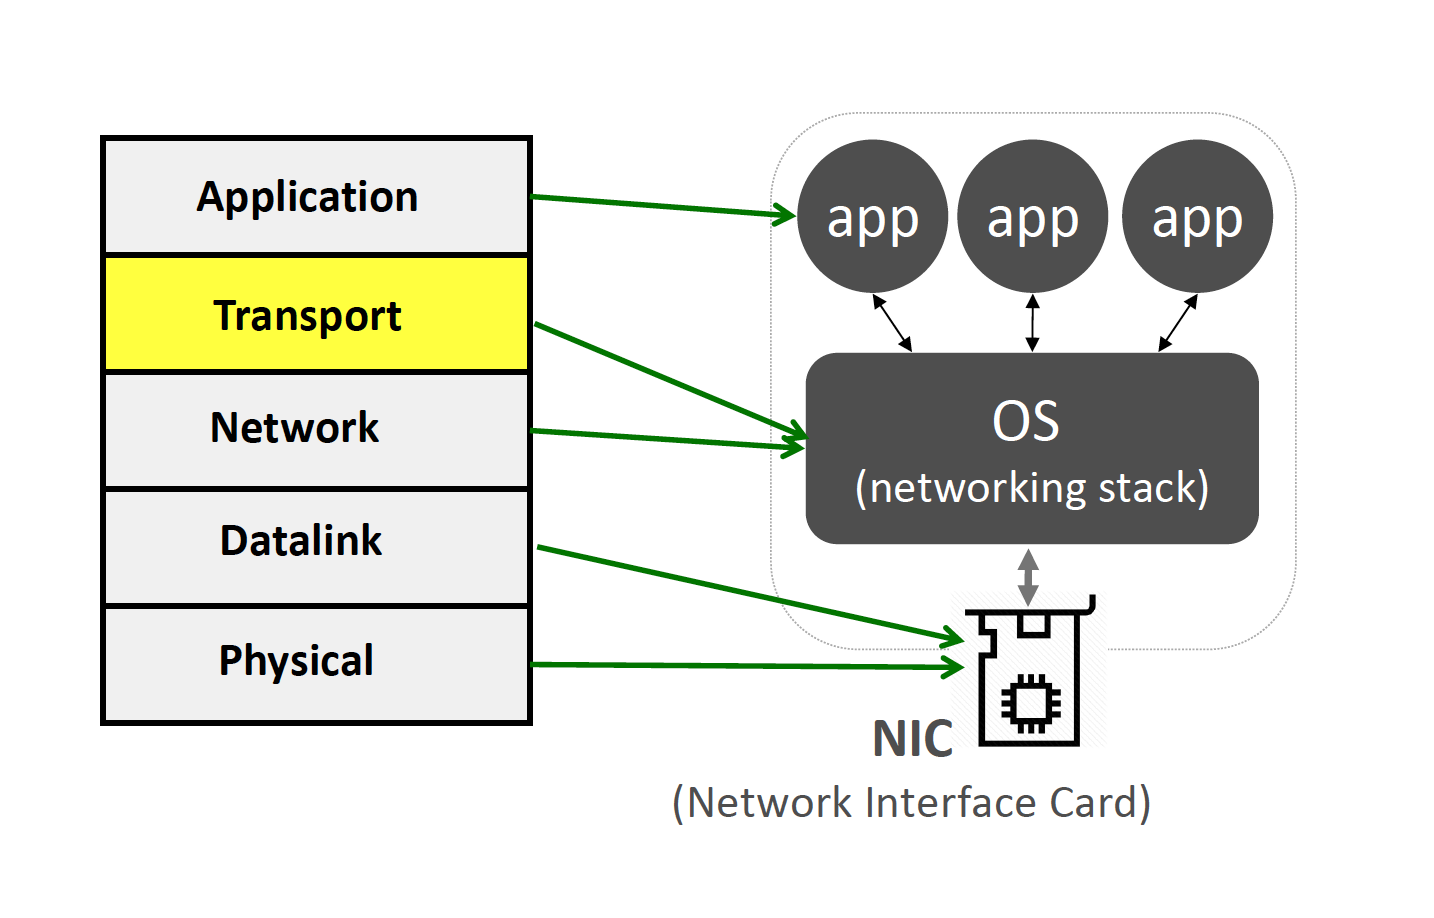 Application
Transport
Network
Datalink
Physical
app
app
app
OS
(networking stack)
NIC
(Network Interface Card)